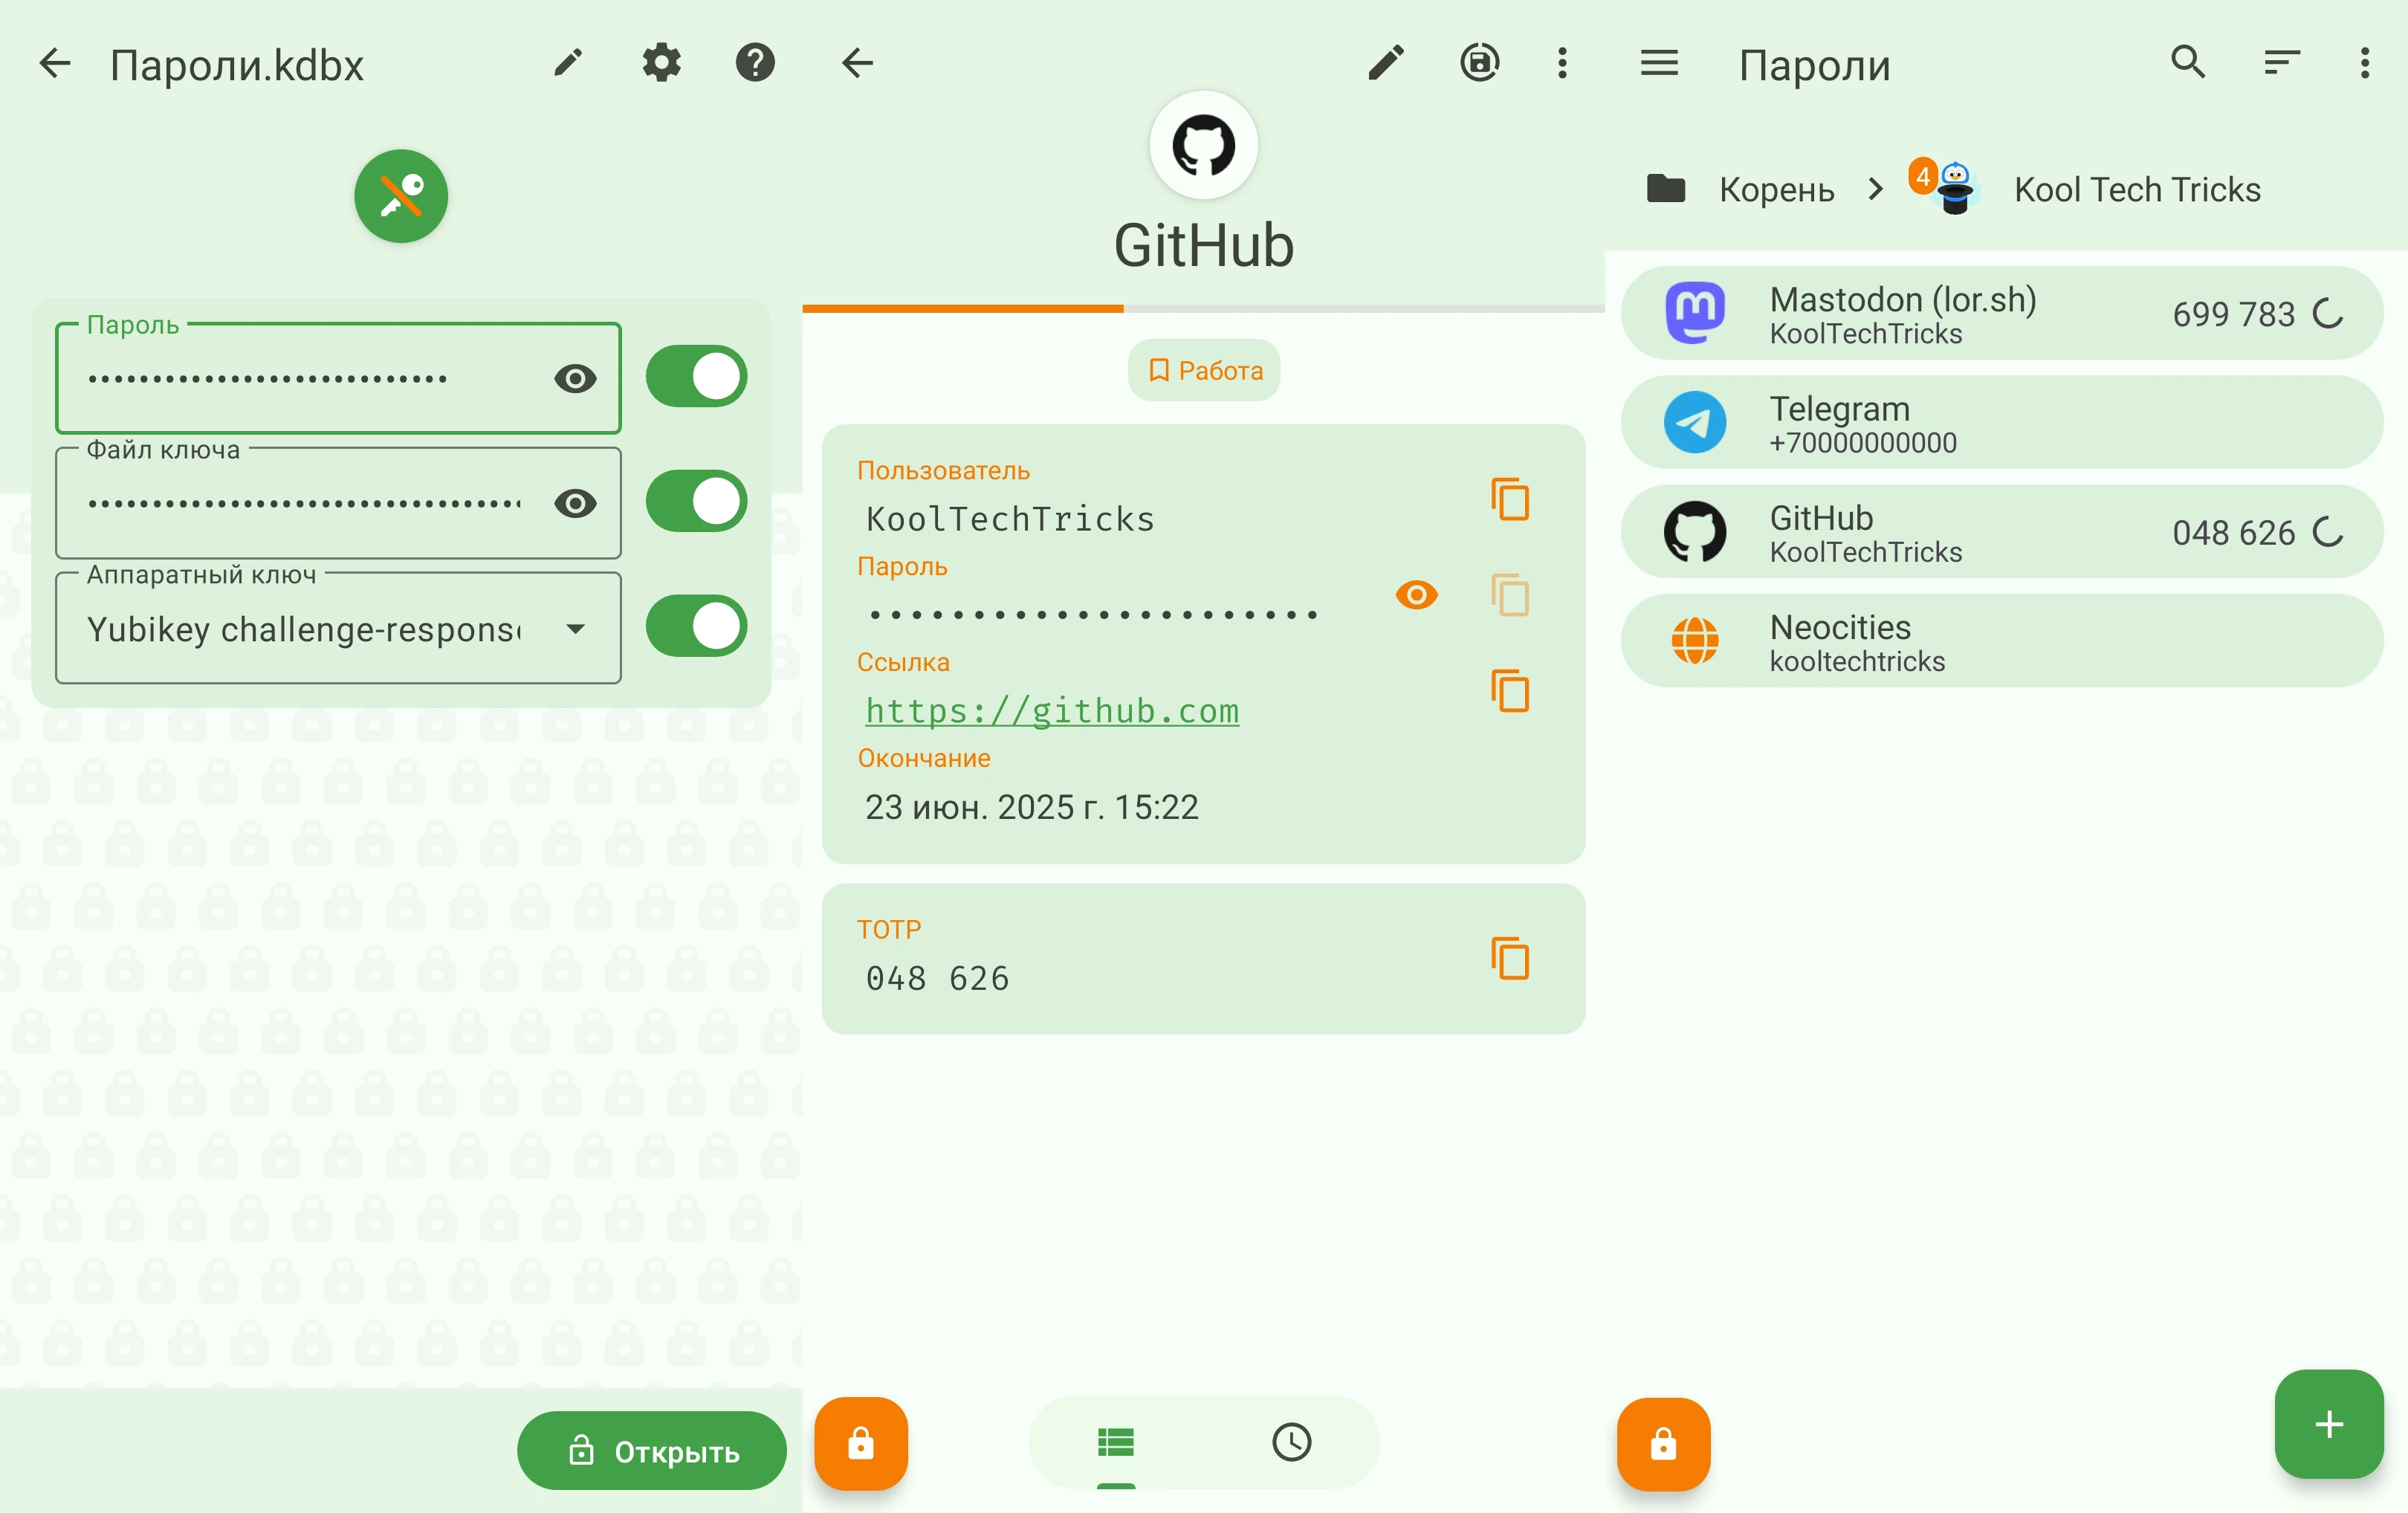 Пароли.kdbx
Пароль
••••••••••••••••••••••••••••
Файл ключа
••••••••••••••••••••••••••••••••••
Аппаратный ключ
Yubikey challenge-respons
Открыть
GitHub
Работа
Пользователь
KoolTechTricks
Пароль
••••••••••••••••••••••
Ссылка
https://github.com
Окончание
23 июн. 2025 г. 15:22
TOTP
048 626
Пароли
Корень > 4 Kool Tech Tricks
Mastodon (lor.sh)
KoolTechTricks
699 783
Telegram
+70000000000
GitHub
KoolTechTricks
048 626
Neocities
kooltechtricks